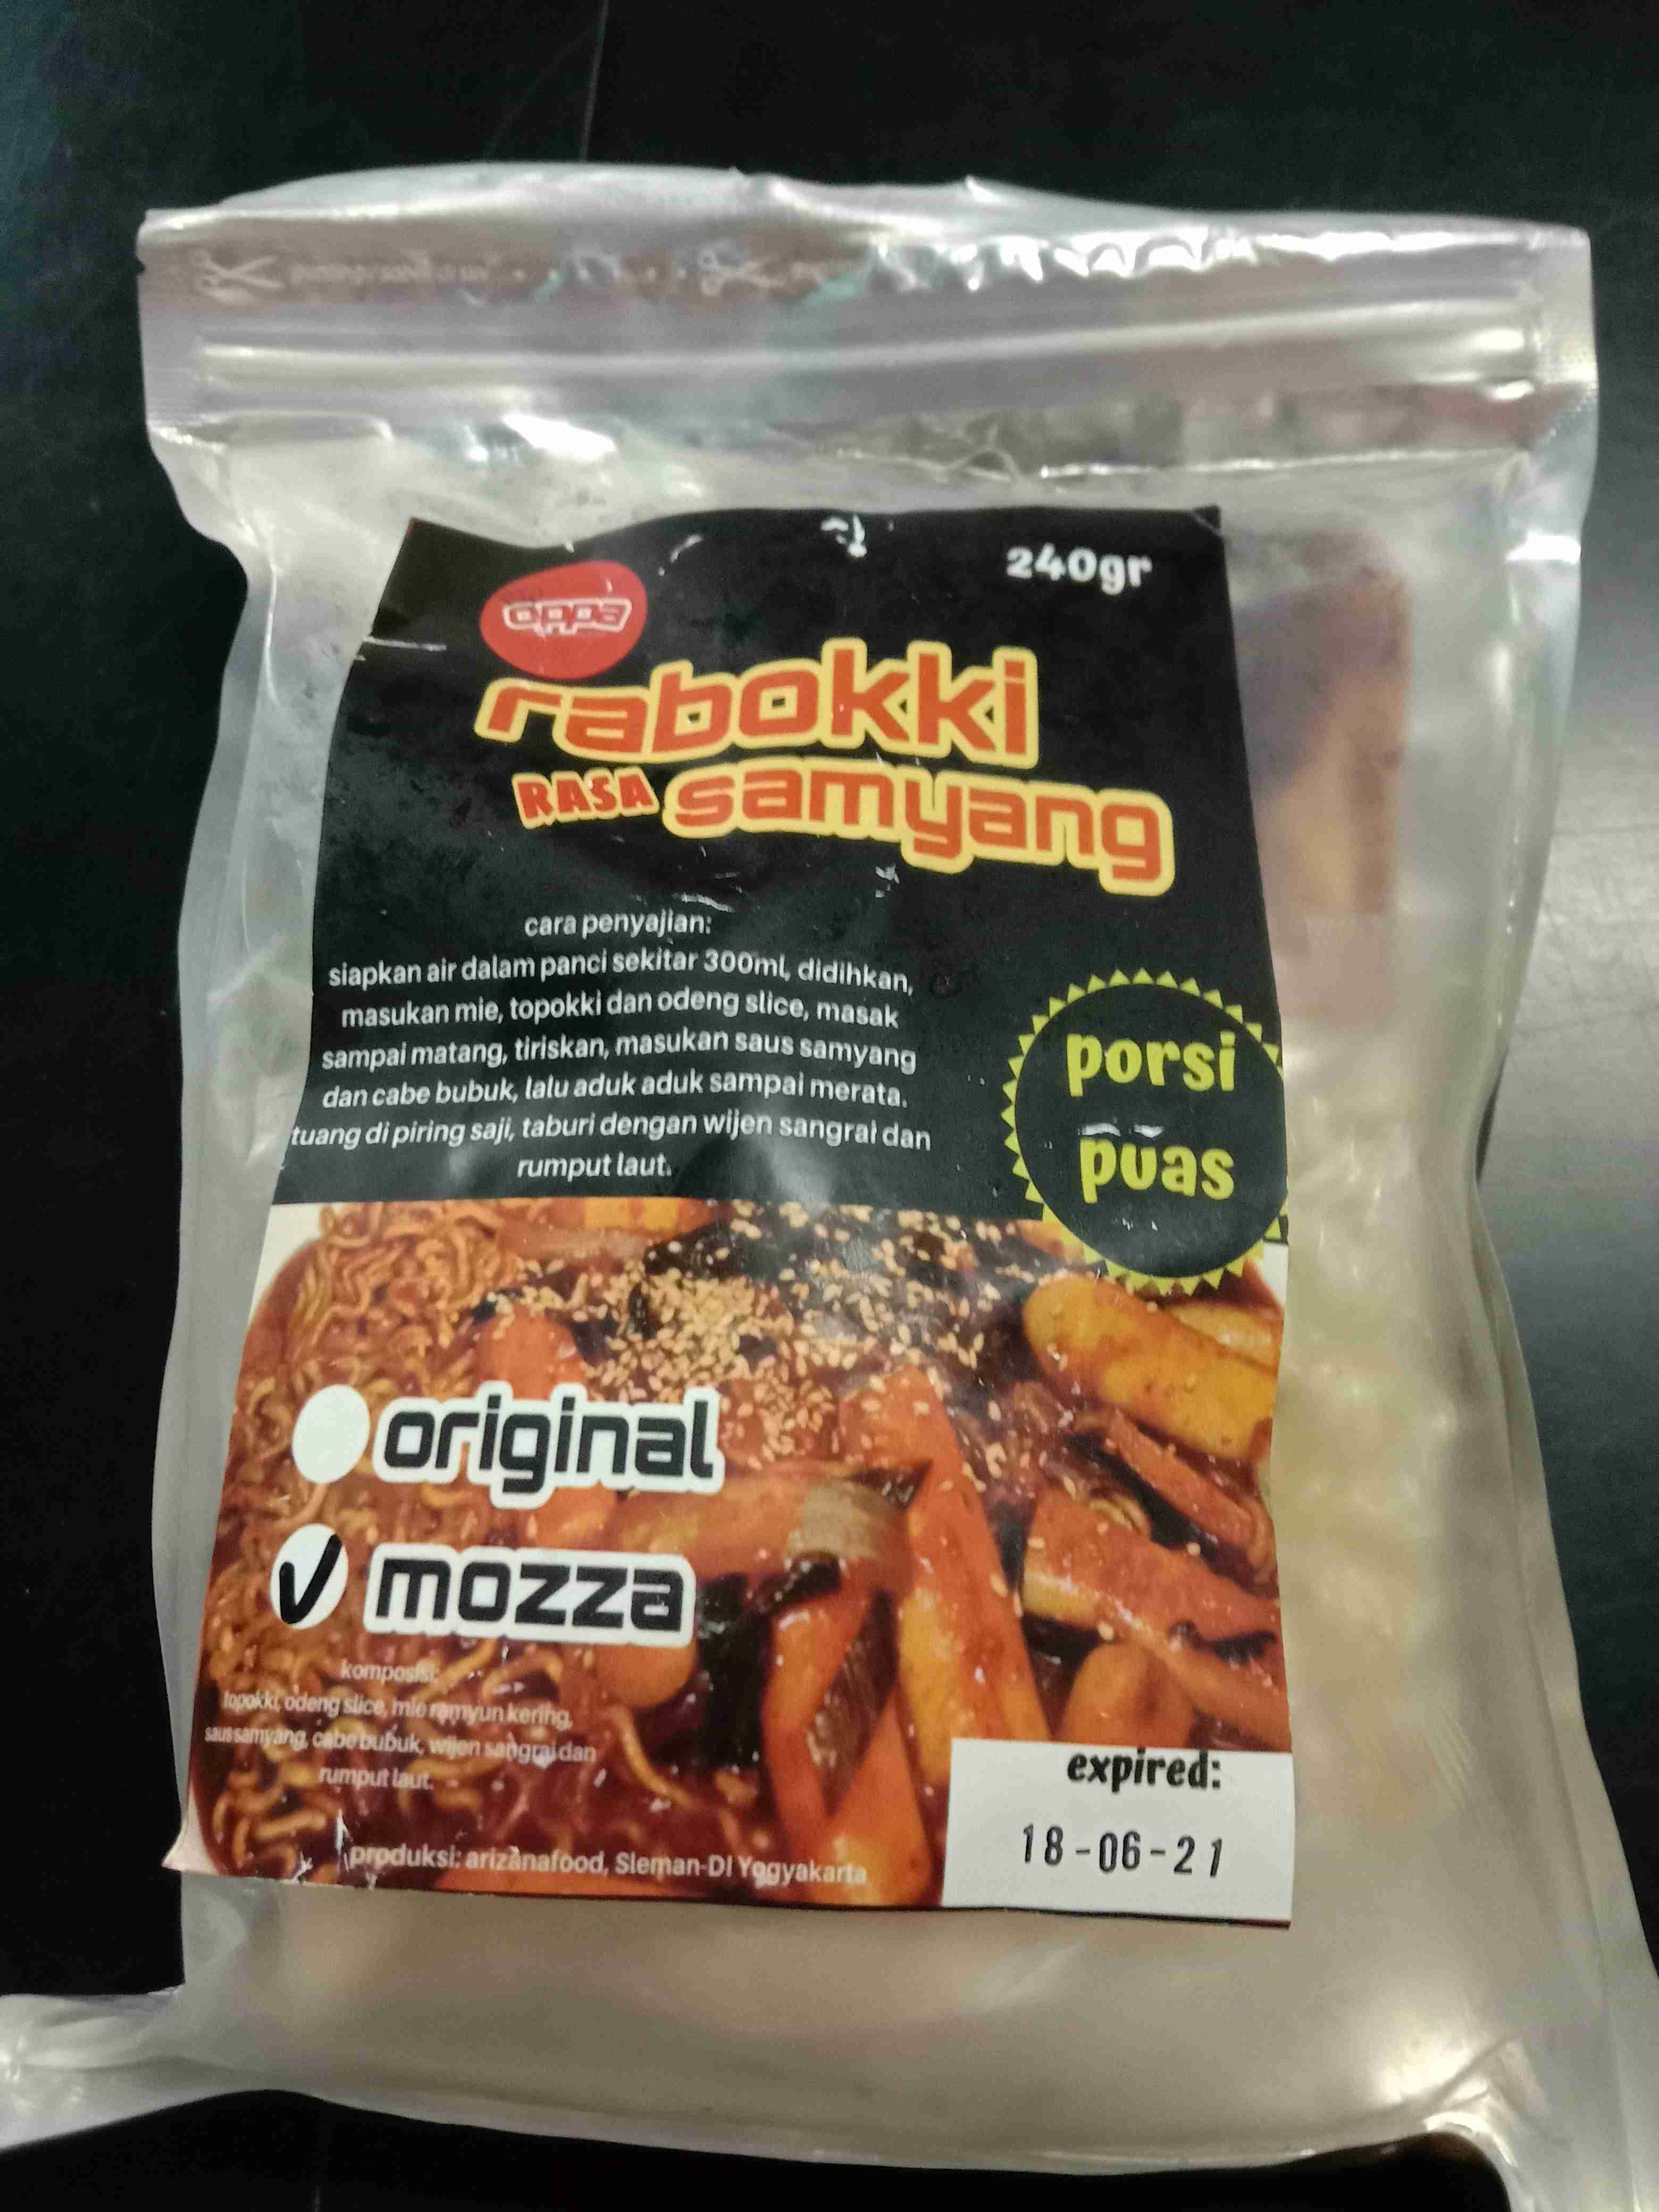 240gr
oppa
rabokki
RASA samyang
cara penyajian:
siapkan air dalam panci sekitar 300ml, didihkan,
masukan mie, topokki dan odeng slice, masak
sampai matang, tiriskan, masukan saus samyang
dan cabe bubuk, lalu aduk aduk sampai merata.
tuang di piring saji, taburi dengan wijen sangrai dan
rumput laut.
porsi
puas
original
mozza
komposisi:
topokki, odeng slice, mie ramyun kering,
saus samyang, cabe bubuk, wijen sangrai dan
rumput laut.
produksi: arizanafood, Sleman-DI Yogyakarta
expired:
18-06-21